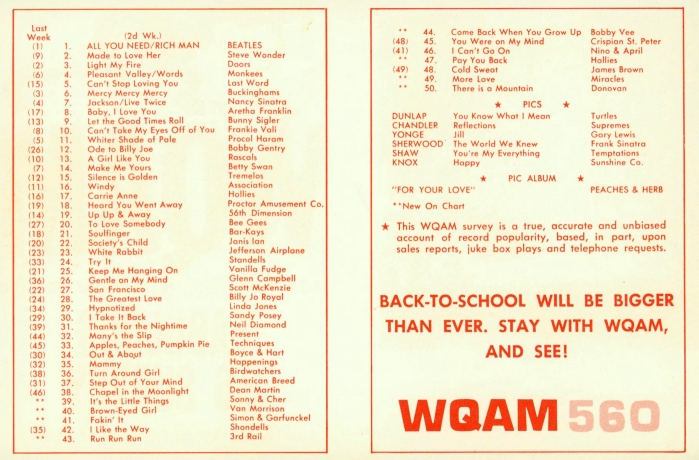 Last
Week (2d Wk.)
(1) 1. ALL YOU NEED/RICH MAN BEATLES
(9) 2. Made to Love Her Steve Wonder
(2) 3. Light My Fire Doors
(6) 4. Pleasant Valley/Words Monkees
(15) 5. Can't Stop Loving You Last Word
(3) 6. Mercy Mercy Mercy Buckinghams
(4) 7. Jackson/Live Twice Nancy Sinatra
(17) 8. Baby, I Love You Aretha Franklin
(13) 9. Let the Good Times Roll Bunny Sigler
(8) 10. Can't Take My Eyes Off of You Frankie Vali
(5) 11. Whiter Shade of Pale Procol Haram
(26) 12. Ode to Billy Joe Bobby Gentry
(10) 13. A Girl Like You Rascals
(7) 14. Make Me Yours Betty Swan
(12) 15. Silence is Golden Tremelos
(11) 16. Windy Association
(16) 17. Carrie Anne Hollies
(19) 18. Heard You Went Away Proctor Amusement Co.
(14) 19. Up Up & Away 56th Dimension
(27) 20. To Love Somebody Bee Gees
(18) 21. Soulfinger Bar-Kays
(20) 22. Society's Child Janis Ian
(23) 23. White Rabbit Jefferson Airplane
(33) 24. Try It Standells
(21) 25. Keep Me Hanging On Vanilla Fudge
(36) 26. Gentle on My Mind Glenn Campbell
(22) 27. San Francisco Scott McKenzie
(24) 28. The Greatest Love Billy Jo Royal
(34) 29. Hypnotized Linda Jones
(29) 30. I Take It Back Sandy Posey
(39) 31. Thanks for the Nightime Neil Diamond
(44) 32. Many's the Slip Present
(45) 33. Apples, Peaches, Pumpkin Pie Techniques
(30) 34. Out & About Boyce & Hart
(32) 35. Mammy Happenings
(38) 36. Turn Around Girl Birdwatchers
(31) 37. Step Out of Your Mind American Breed
(46) 38. Chapel in the Moonlight Dean Martin
** 39. It's the Little Things Sonny & Cher
** 40. Brown-Eyed Girl Van Morrison
** 41. Fakin' It Simon & Garfunckel
(35) 42. I Like the Way Shondells
** 43. Run Run Run 3rd Rail
** 44. Come Back When You Grow Up Bobby Vee
(48) 45. You Were on My Mind Crispian St. Peter
(41) 46. I Can't Go On Nino & April
** 47. Pay You Back Hollies
(49) 48. Cold Sweat James Brown
** 49. More Love Miracles
** 50. There is a Mountain Donovan
★ PICS ★
DUNLAP You Know What I Mean Turtles
CHANDLER Reflections Supremes
YONGE Jill Gary Lewis
SHERWOOD The World We Knew Frank Sinatra
SHAW You're My Everything Temptations
KNOX Happy Sunshine Co.
★ PIC ALBUM ★
"FOR YOUR LOVE" PEACHES & HERB
**New On Chart
★ This WQAM survey is a true, accurate and unbiased
account of record popularity, based, in part, upon
sales reports, juke box plays and telephone requests.
BACK-TO-SCHOOL WILL BE BIGGER
THAN EVER. STAY WITH WQAM,
AND SEE!
WQAM 560